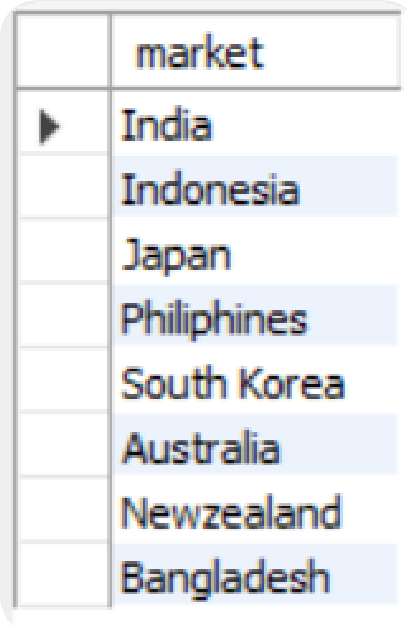 market
India
Indonesia
Japan
Philiphines
South Korea
Australia
Newzealand
Bangladesh